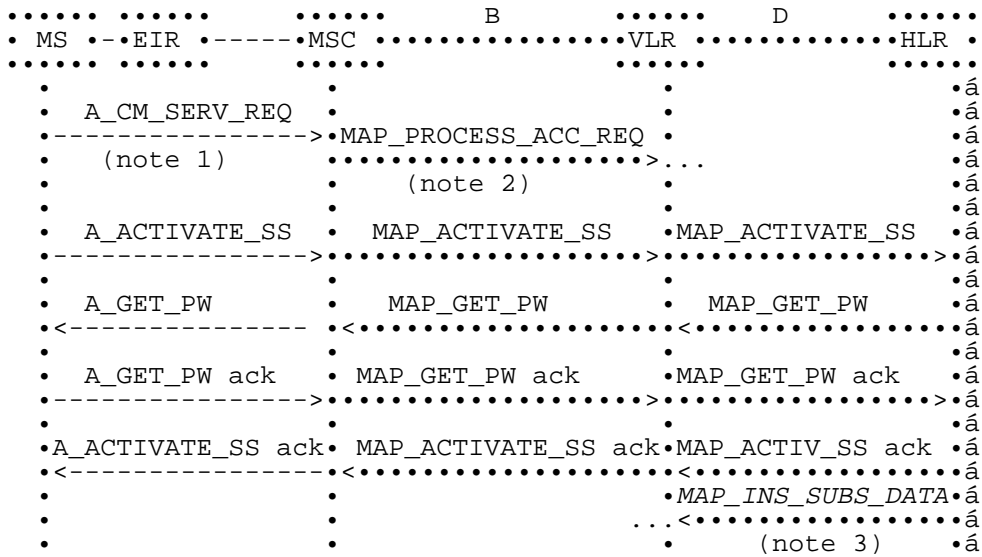 B D
MS EIR MSC VLR HLR
A_CM_SERV_REQ
MAP_PROCESS_ACC_REQ
(note 1) ...
(note 2)
A_ACTIVATE_SS MAP_ACTIVATE_SS MAP_ACTIVATE_SS
A_GET_PW MAP_GET_PW MAP_GET_PW
A_GET_PW ack MAP_GET_PW ack MAP_GET_PW ack
A_ACTIVATE_SS ack MAP_ACTIVATE_SS ack MAP_ACTIV_SS ack
MAP_INS_SUBS_DATA
...
(note 3)